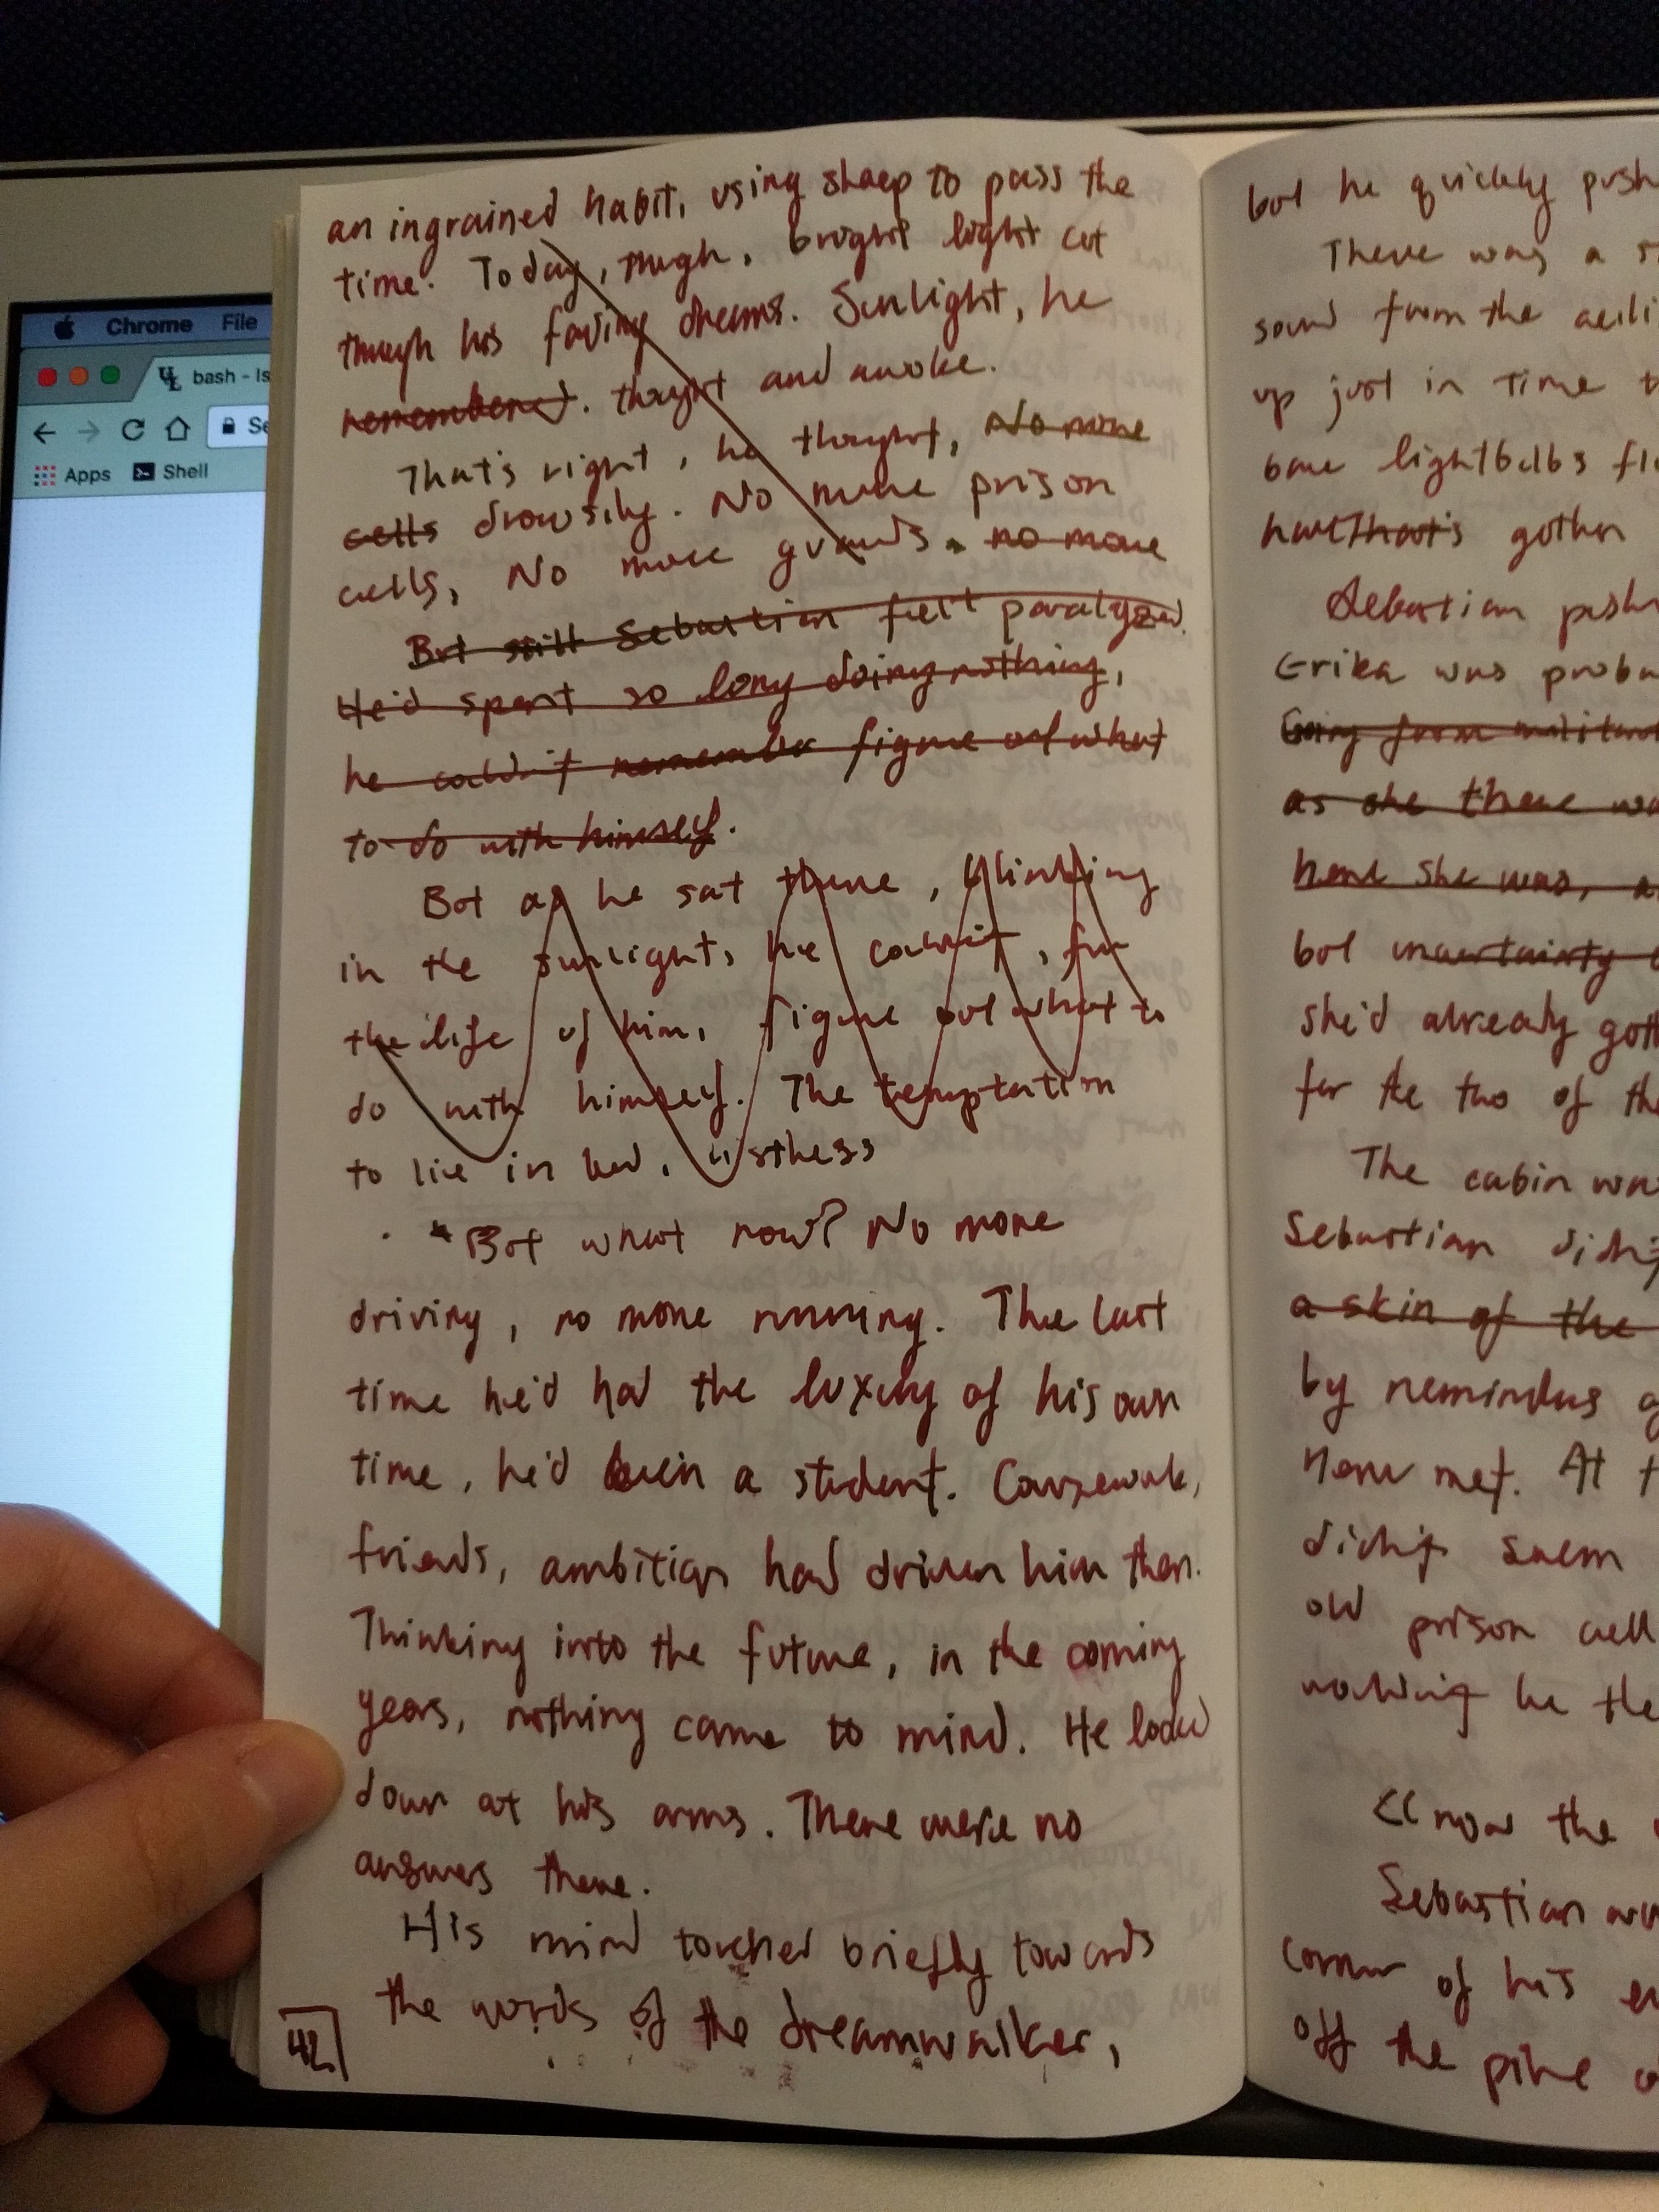 Chrome File
bash - ls
Apps Shell
an ingrained habit, using sleep to pass the
time. Today, though, bright light cut
through his fading dreams. Sunlight, he
remembered. thought and awoke.
That's right, he thought, No more
cells drowsily. No more prison
cells, No more guards. no more
But still Sebastian felt paralyzed.
He'd spent so long doing nothing,
he couldn't remember figure out what
to do with himself.
But as he sat there, blinking
in the sunlight, he couldn't, for
the life of him, figure out what to
do with himself. The temptation
to lie in bed, listless
*But what now? No more
driving, no more running. The last
time he'd had the luxury of his own
time, he'd been a student. Coursework,
friends, ambition had driven him then.
Thinking into the future, in the coming
years, nothing came to mind. He looked
down at his arms. There were no
answers there.
His mind touched briefly towards
the words of the dreamwalker,
42
but he quickly push
There was a
sound from the ceili
up just in time t
bare lightbulbs fl
have That's gotten
Sebastian push
Erika was proba
Going from militant
as she there wa
here she was, a
but uncertainty
she'd already gott
for the two of th
The cabin wa
Sebastian didn't
a skin of the
by reminders o
never met. At t
didn't seem
old prison cell
walking he the
<<now the
Sebastian
corner of his e
off the pine